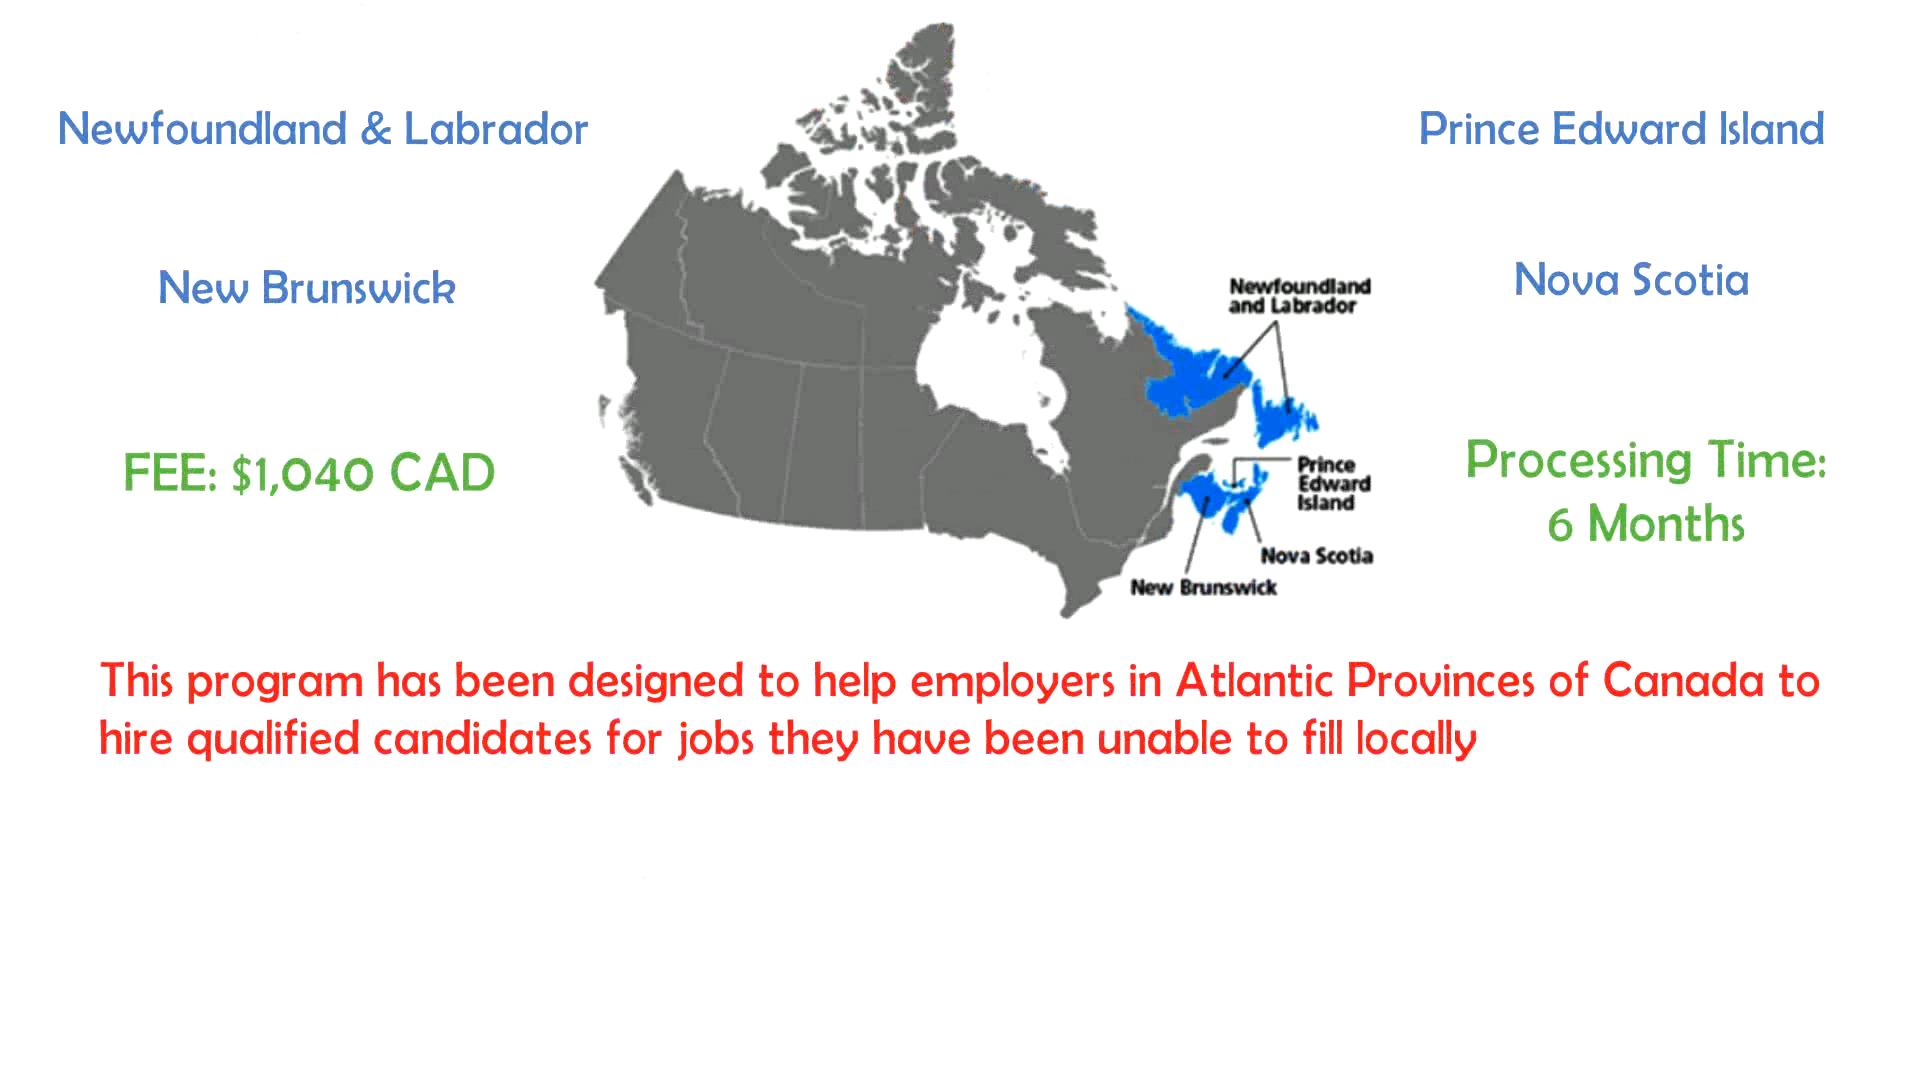 Newfoundland & Labrador
Prince Edward Island
New Brunswick
Nova Scotia
FEE: $1,040 CAD
Processing Time:
6 Months
Newfoundland
and Labrador
Prince
Edward
Island
Nova Scotia
New Brunswick
This program has been designed to help employers in Atlantic Provinces of Canada to
hire qualified candidates for jobs they have been unable to fill locally